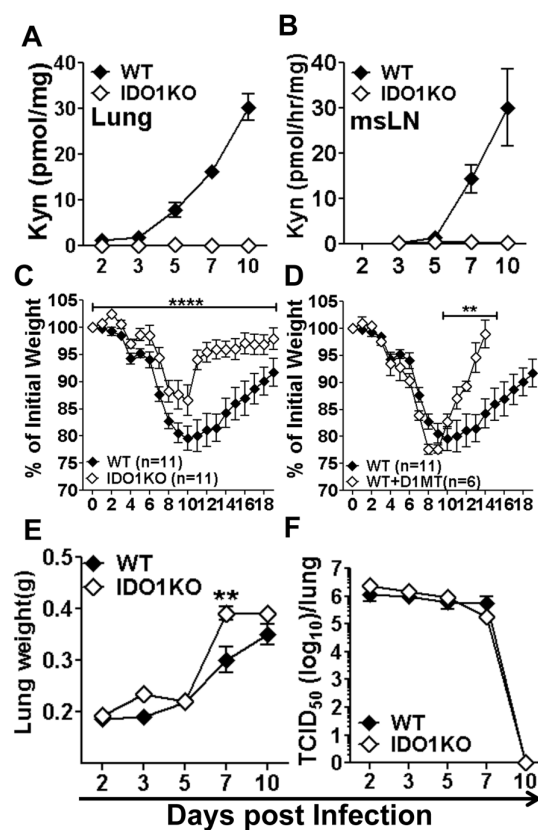 A
WT
IDO1KO
Lung
Kyn (pmol/mg)
40
30
20
10
0
2 3 5 7 10
B
WT
IDO1KO
msLN
Kyn (pmol/hr/mg)
40
30
20
10
0
2 3 5 7 10
C
****
% of Initial Weight
105
100
95
90
85
80
75
70
WT (n=11)
IDO1KO (n=11)
0 2 4 6 8 10 12 14 16 18
D
**
% of Initial Weight
105
100
95
90
85
80
75
70
WT (n=11)
WT+D1MT(n=6)
0 2 4 6 8 10 12 14 16 18
E
WT
IDO1KO
**
Lung weight(g)
0.5
0.4
0.3
0.2
2 3 5 7 10
F
TCID50 (log10)/lung
7
6
5
4
3
2
1
0
WT
IDO1KO
2 3 5 7 10
Days post Infection